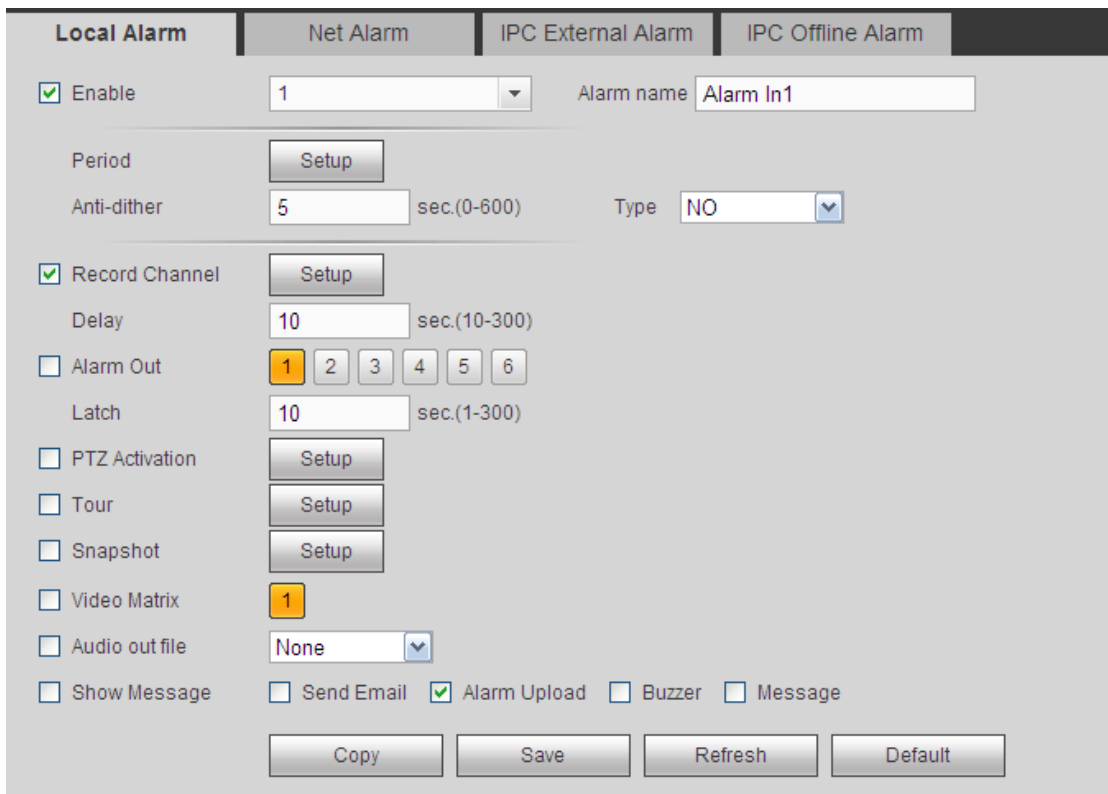 Local Alarm Net Alarm IPC External Alarm IPC Offline Alarm
Enable 1 Alarm name Alarm In1
Period Setup
Anti-dither 5 sec.(0-600) Type NO
Record Channel Setup
Delay 10 sec.(10-300)
Alarm Out 1 2 3 4 5 6
Latch 10 sec.(1-300)
PTZ Activation Setup
Tour Setup
Snapshot Setup
Video Matrix 1
Audio out file None
Show Message Send Email Alarm Upload Buzzer Message
Copy Save Refresh Default